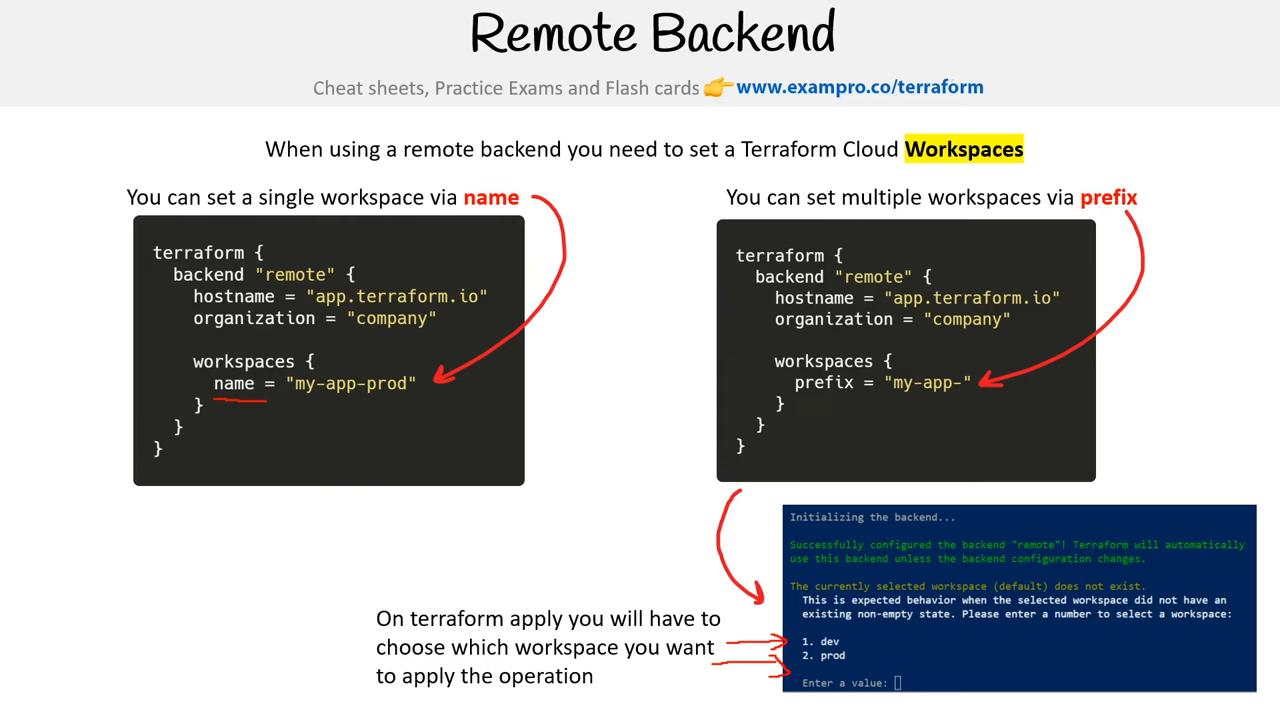 Remote Backend
Cheat sheets, Practice Exams and Flash cards 👉 www.exampro.co/terraform
When using a remote backend you need to set a Terraform Cloud Workspaces
You can set a single workspace via name
terraform {
  backend "remote" {
    hostname = "app.terraform.io"
    organization = "company"

    workspaces {
      name = "my-app-prod"
    }
  }
}
You can set multiple workspaces via prefix
terraform {
  backend "remote" {
    hostname = "app.terraform.io"
    organization = "company"

    workspaces {
      prefix = "my-app-"
    }
  }
}
On terraform apply you will have to
choose which workspace you want
to apply the operation
Initializing the backend...
Successfully configured the backend "remote"! Terraform will automatically
use this backend unless the backend configuration changes.
The currently selected workspace (default) does not exist.
This is expected behavior when the selected workspace did not have an
existing non-empty state. Please enter a number to select a workspace:
1. dev
2. prod
Enter a value: